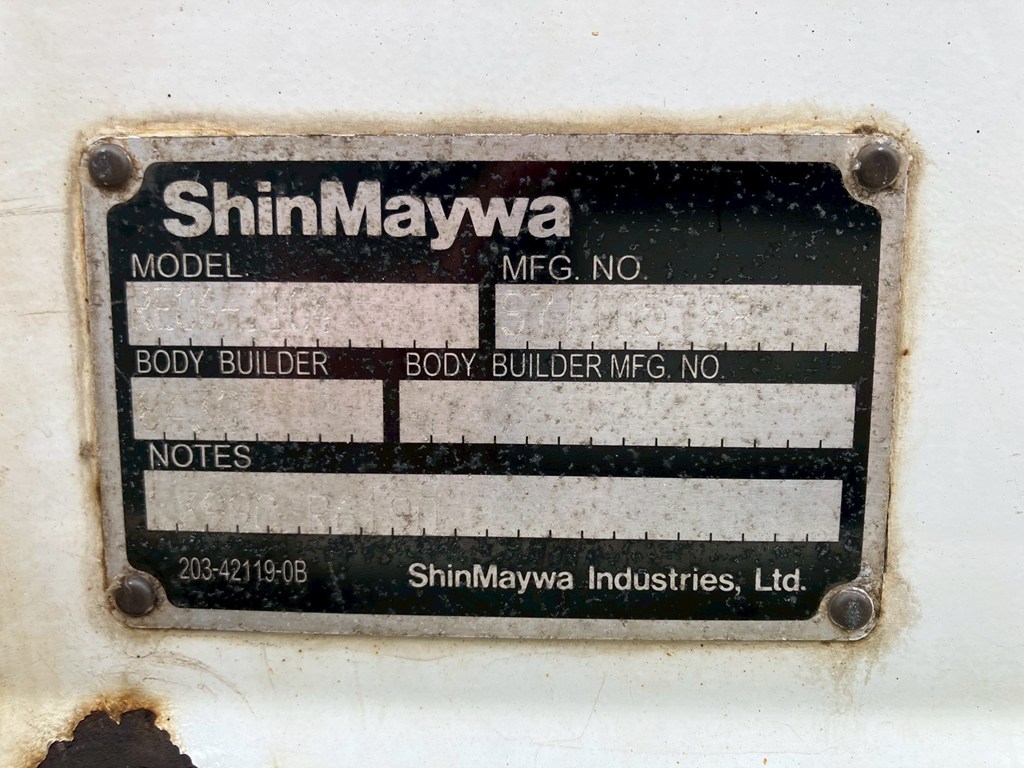 ShinMaywa
MODEL MFG. NO.
BODY BUILDER BODY BUILDER MFG. NO.
NOTES
203-42119-0B ShinMaywa Industries, Ltd.